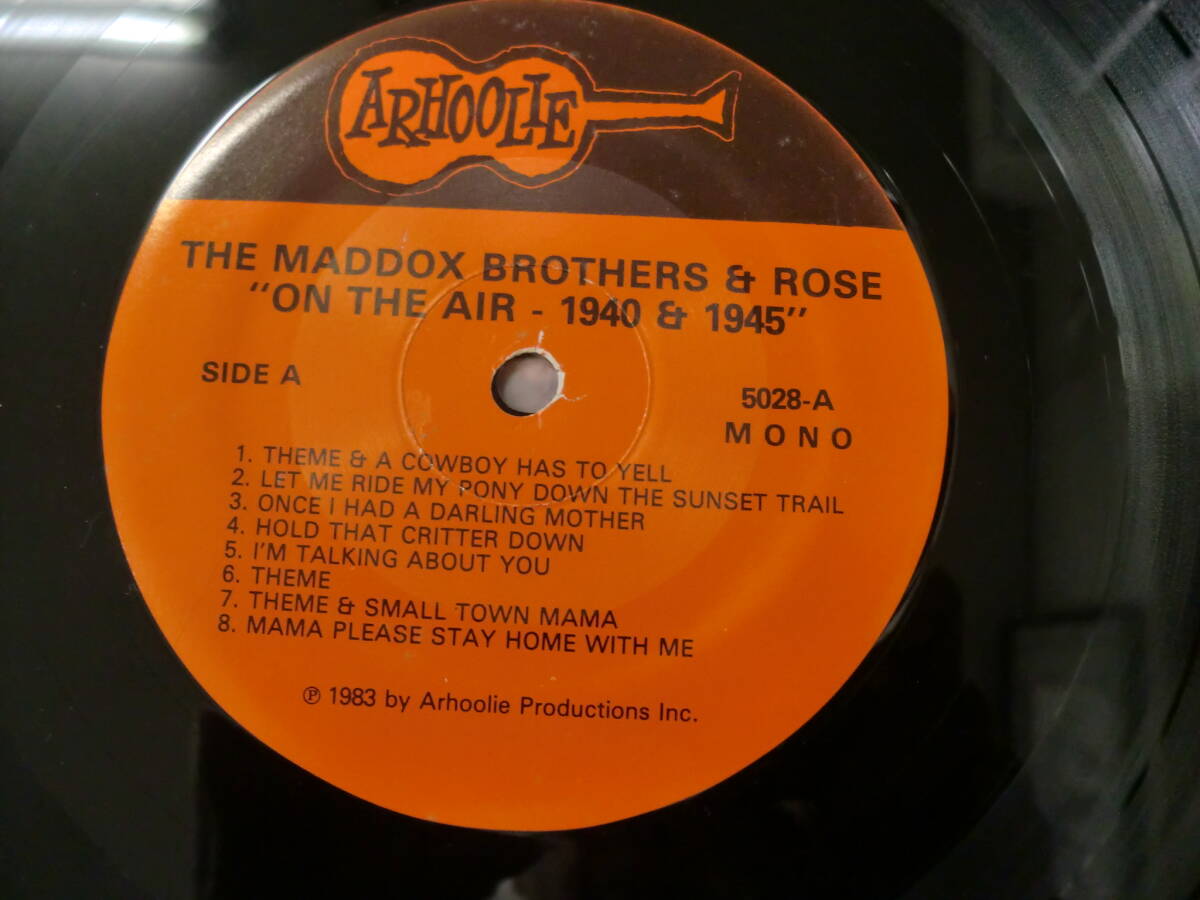 ARHOOLIE
THE MADDOX BROTHERS & ROSE
"ON THE AIR - 1940 & 1945"
SIDE A
5028-A
MONO
1. THEME & A COWBOY HAS TO YELL
2. LET ME RIDE MY PONY DOWN THE SUNSET TRAIL
3. ONCE I HAD A DARLING MOTHER
4. HOLD THAT CRITTER DOWN
5. I'M TALKING ABOUT YOU
6. THEME
7. THEME & SMALL TOWN MAMA
8. MAMA PLEASE STAY HOME WITH ME
℗ 1983 by Arhoolie Productions Inc.